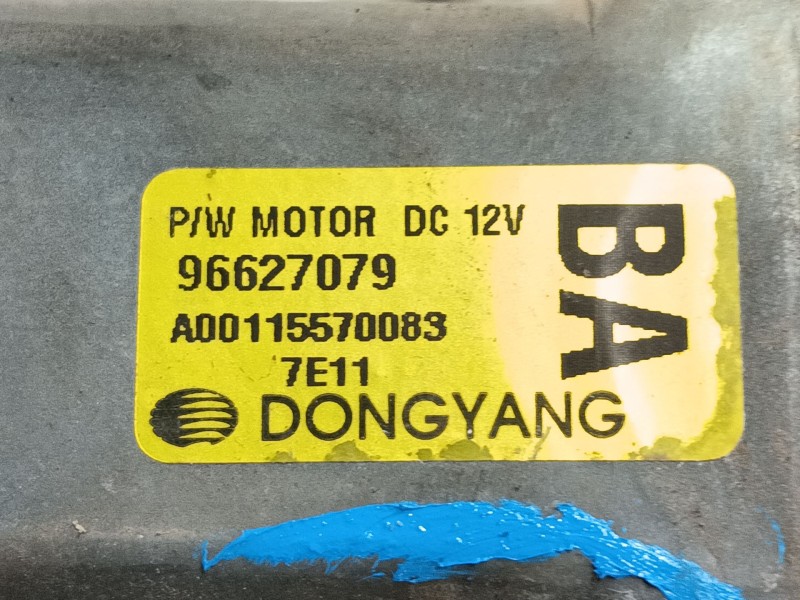 P/W MOTOR DC 12V
96627079
A00115570083
7E11
DONGYANG
BA